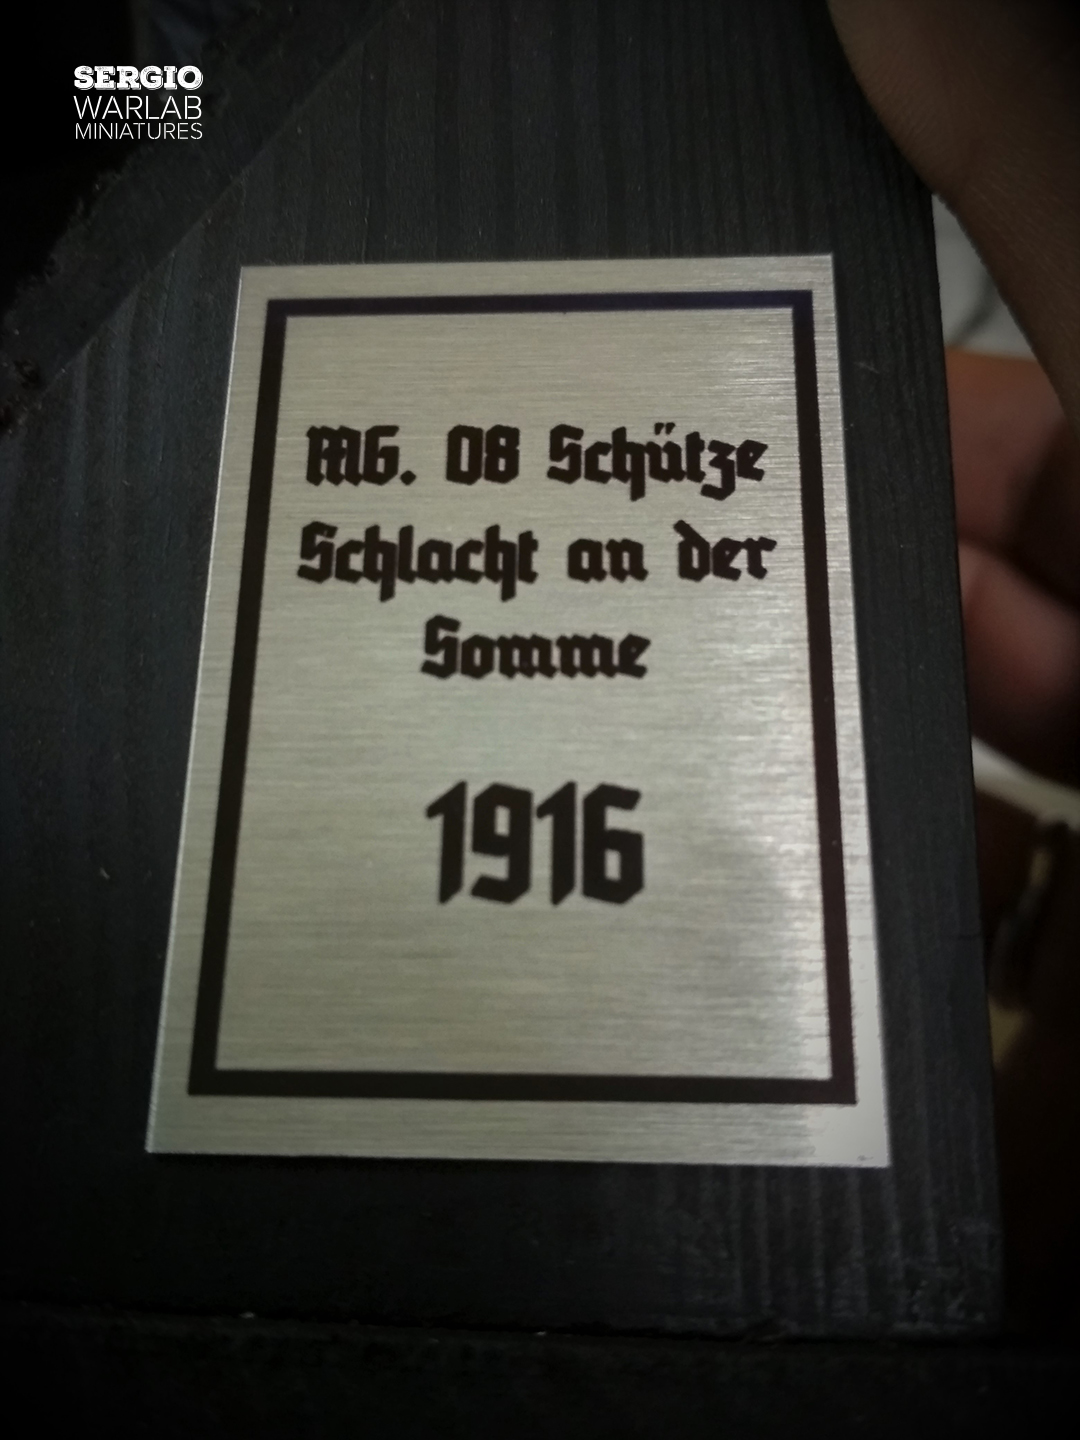 SERGIO
WARLAB
MINIATURES
MG. 08 Schütze
Schlacht an der
Somme
1916